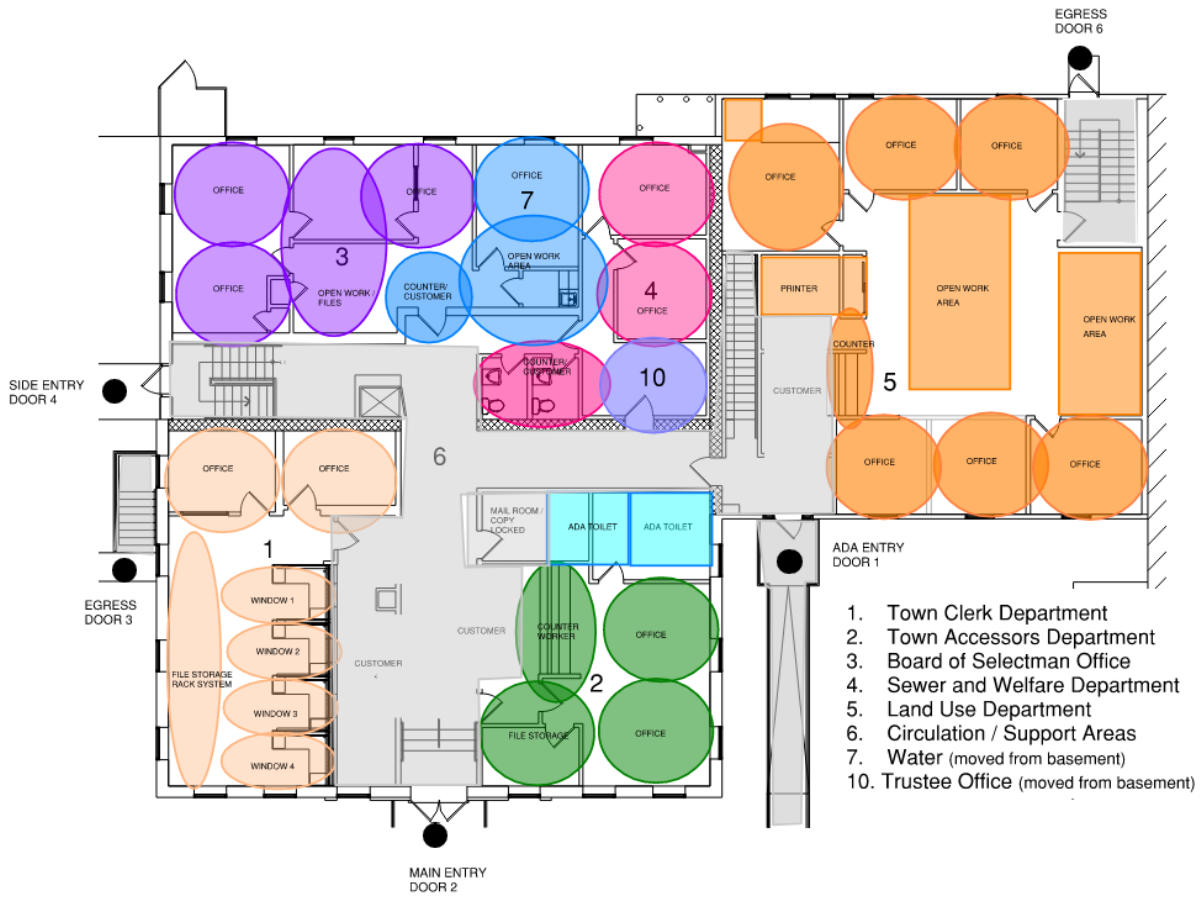 EGRESS
DOOR 6
OFFICE
OFFICE
OFFICE
7
OFFICE
OFFICE
OFFICE
OFFICE
OFFICE
3
OPEN WORK
AREA
4
OFFICE
OFFICE
OPEN WORK /
FILES
COUNTER/
CUSTOMER
PRINTER
OPEN WORK
AREA
OPEN WORK
AREA
COUNTER
COUNTER/
CUSTOMER
10
5
CUSTOMER
SIDE ENTRY
DOOR 4
6
OFFICE
OFFICE
OFFICE
OFFICE
OFFICE
MAIL ROOM /
COPY
LOCKED
ADA TOILET
ADA TOILET
1
ADA ENTRY
DOOR 1
EGRESS
DOOR 3
WINDOW 1
WINDOW 2
WINDOW 3
WINDOW 4
FILE STORAGE
RACK SYSTEM
CUSTOMER
CUSTOMER
COUNTER
WORKER
OFFICE
2
FILE STORAGE
OFFICE
1. Town Clerk Department
2. Town Accessors Department
3. Board of Selectman Office
4. Sewer and Welfare Department
5. Land Use Department
6. Circulation / Support Areas
7. Water (moved from basement)
10. Trustee Office (moved from basement)
MAIN ENTRY
DOOR 2